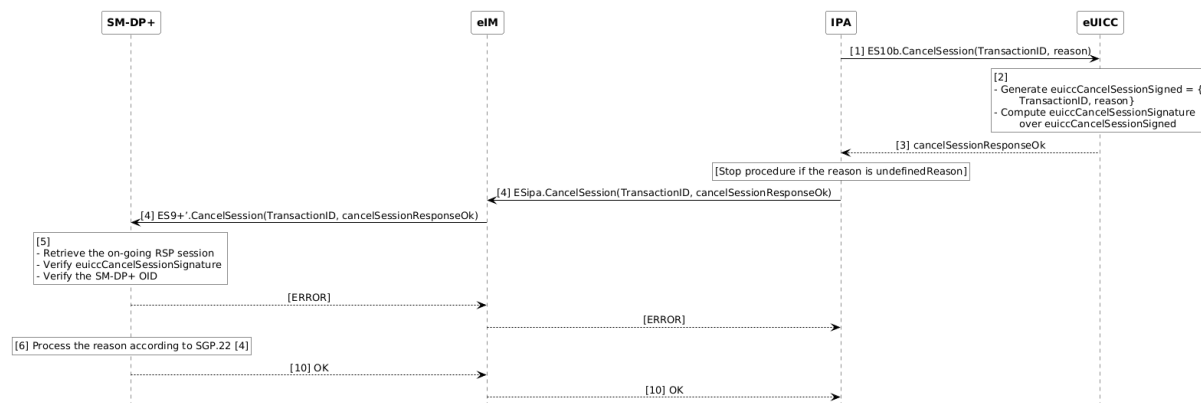 SM-DP+ eIM IPA eUICC
[1] ES10b.CancelSession(TransactionID, reason)
[2]
- Generate euiccCancelSessionSigned = {
TransactionID, reason}
- Compute euiccCancelSessionSignature
over euiccCancelSessionSigned
[3] cancelSessionResponseOk
[Stop procedure if the reason is undefinedReason]
[4] ESipa.CancelSession(TransactionID, cancelSessionResponseOk)
[4] ES9+'.CancelSession(TransactionID, cancelSessionResponseOk)
[5]
- Retrieve the on-going RSP session
- Verify euiccCancelSessionSignature
- Verify the SM-DP+ OID
[ERROR]
[ERROR]
[6] Process the reason according to SGP.22 [4]
[10] OK
[10] OK